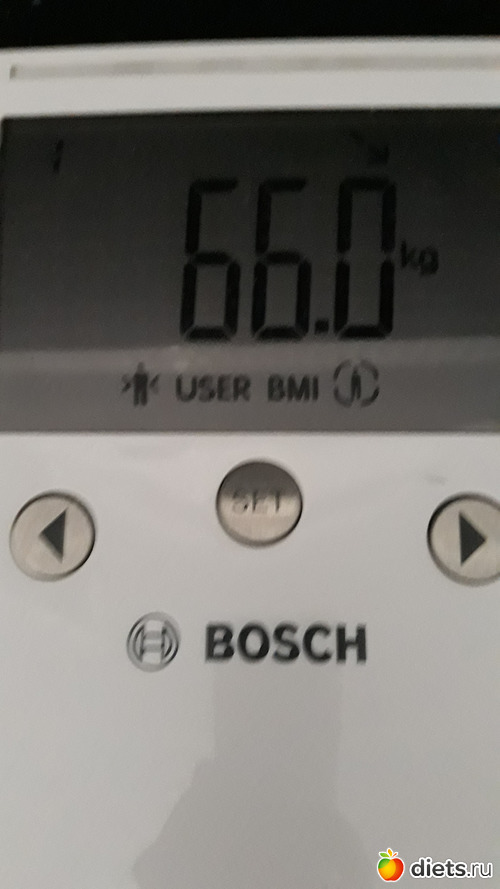 66.0 kg
USER BMI
SET
BOSCH
diets.ru